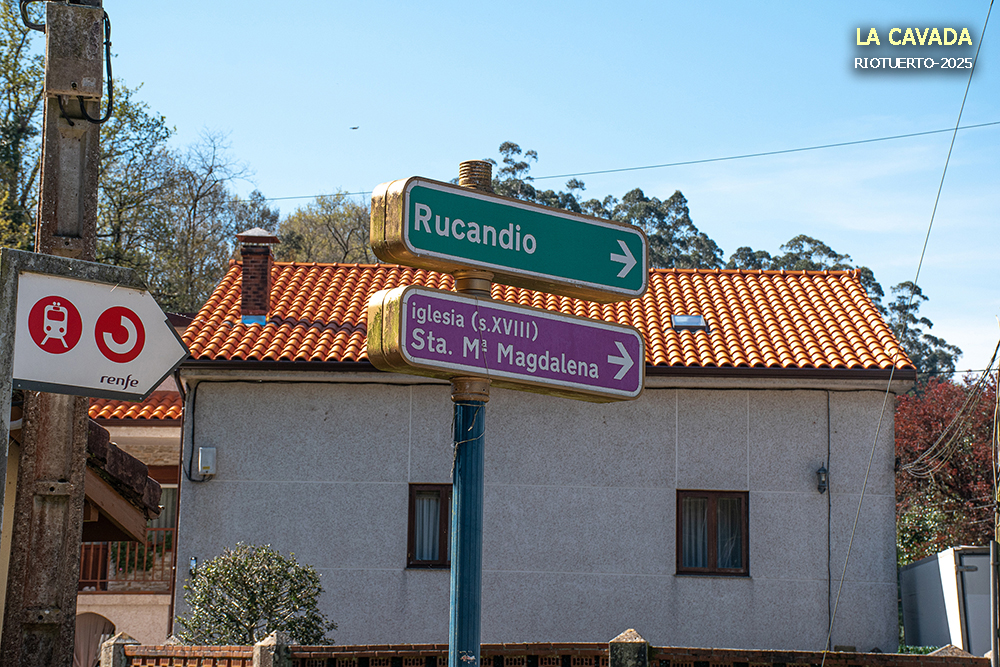 LA CAVADA
RIOTUERTO-2025
Rucandio
iglesia (s.XVIII)
Sta. Mª Magdalena
renfe